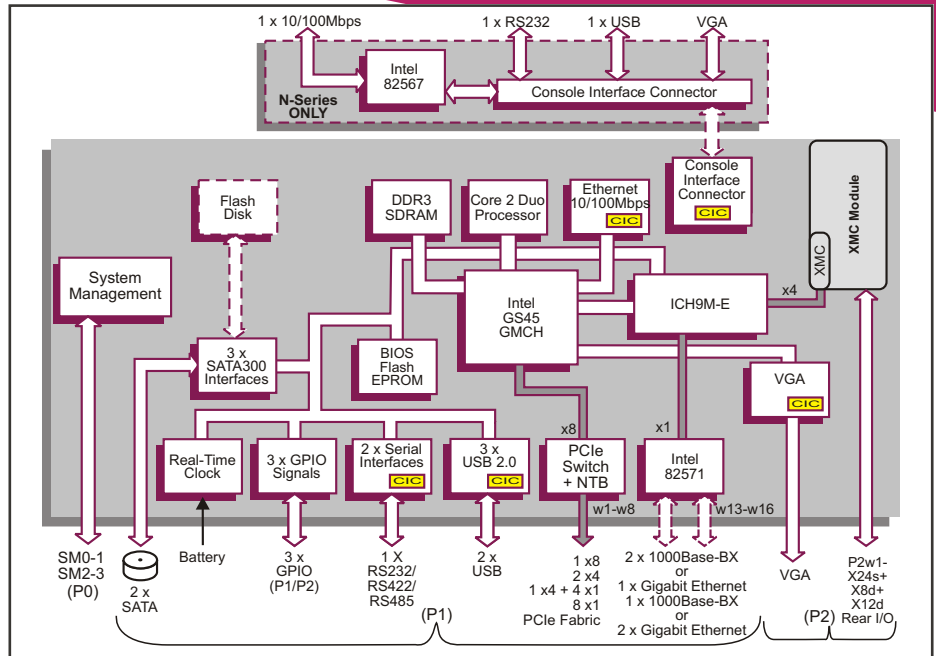 1 x 10/100Mbps
1 x RS232
1 x USB
VGA
Intel
82567
Console Interface Connector
N-Series
ONLY
Flash
Disk
DDR3
SDRAM
Core 2 Duo
Processor
Ethernet
10/100Mbps
CIC
Console
Interface
Connector
CIC
XMC Module
XMC
System
Management
Intel
GS45
GMCH
ICH9M-E
x4
3 x
SATA300
Interfaces
BIOS
Flash
EPROM
VGA
CIC
x8
x1
Real-Time
Clock
3 x GPIO
Signals
2 x Serial
Interfaces
CIC
3 x
USB 2.0
CIC
PCIe
Switch
+ NTB
Intel
82571
w1-w8
w13-w16
SM0-1
SM2-3
(P0)
2 x
SATA
Battery
3 x
GPIO
(P1/P2)
1 X
RS232/
RS422/
RS485
2 x
USB
1 x8
2 x4
1 x4 + 4 x1
8 x1
PCIe Fabric
2 x 1000Base-BX
or
1 x Gigabit Ethernet
1 x 1000Base-BX
or
2 x Gigabit Ethernet
VGA
P2w1-
X24s+
X8d+
X12d
Rear I/O
(P1)
(P2)